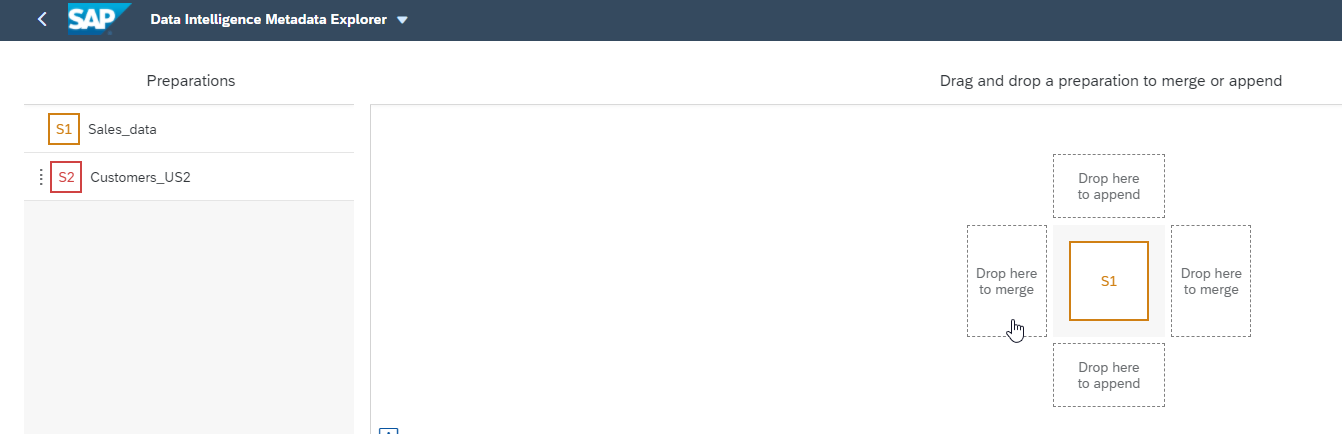 SAP Data Intelligence Metadata Explorer
Preparations
Drag and drop a preparation to merge or append
S1 Sales_data
S2 Customers_US2
Drop here
to append
Drop here
to merge
S1
Drop here
to merge
Drop here
to append